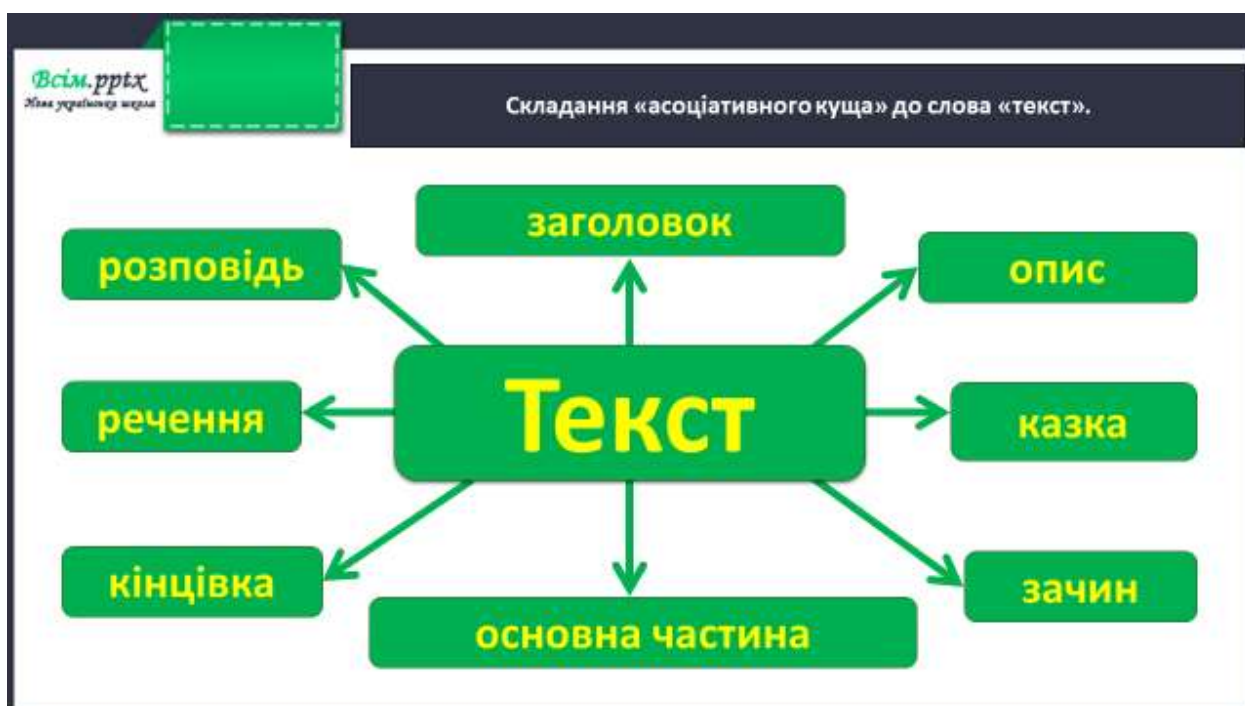 Всім.pptx
Нова українська школа
Складання «асоціативного куща» до слова «текст».
заголовок
розповідь
опис
Текст
речення
казка
кінцівка
зачин
основна частина